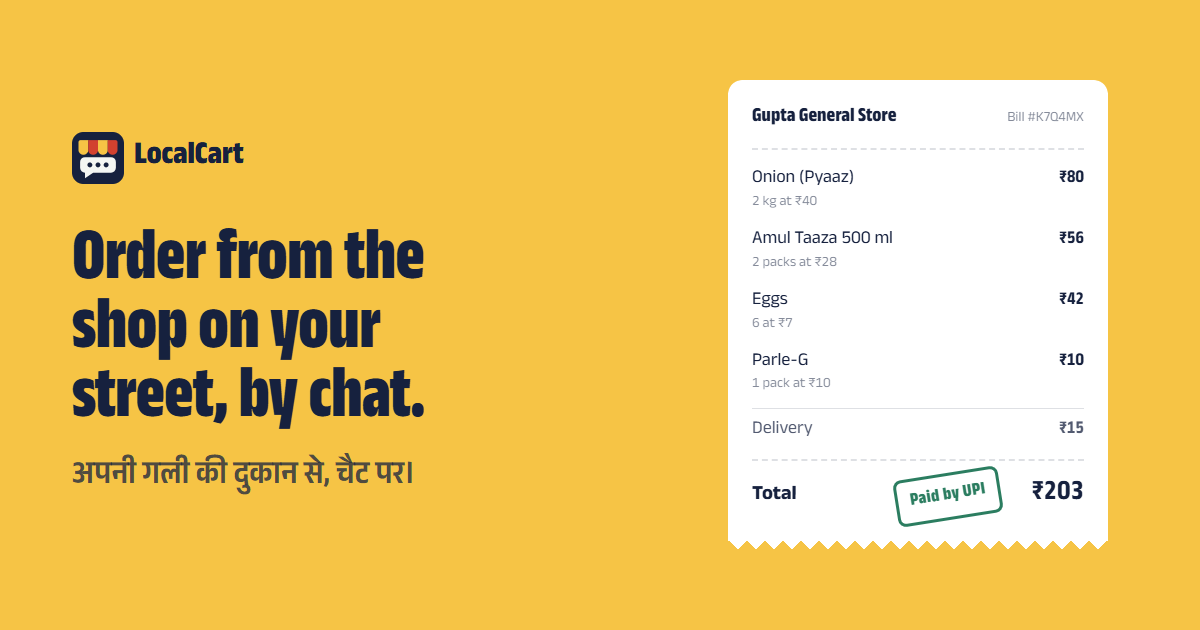 LocalCart
Order from the
shop on your
street, by chat.
अपनी गली की दुकान से, चैट पर।
Gupta General Store Bill #K7Q4MX
Onion (Pyaaz) ₹80
2 kg at ₹40
Amul Taaza 500 ml ₹56
2 packs at ₹28
Eggs ₹42
6 at ₹7
Parle-G ₹10
1 pack at ₹10
Delivery ₹15
Total Paid by UPI ₹203